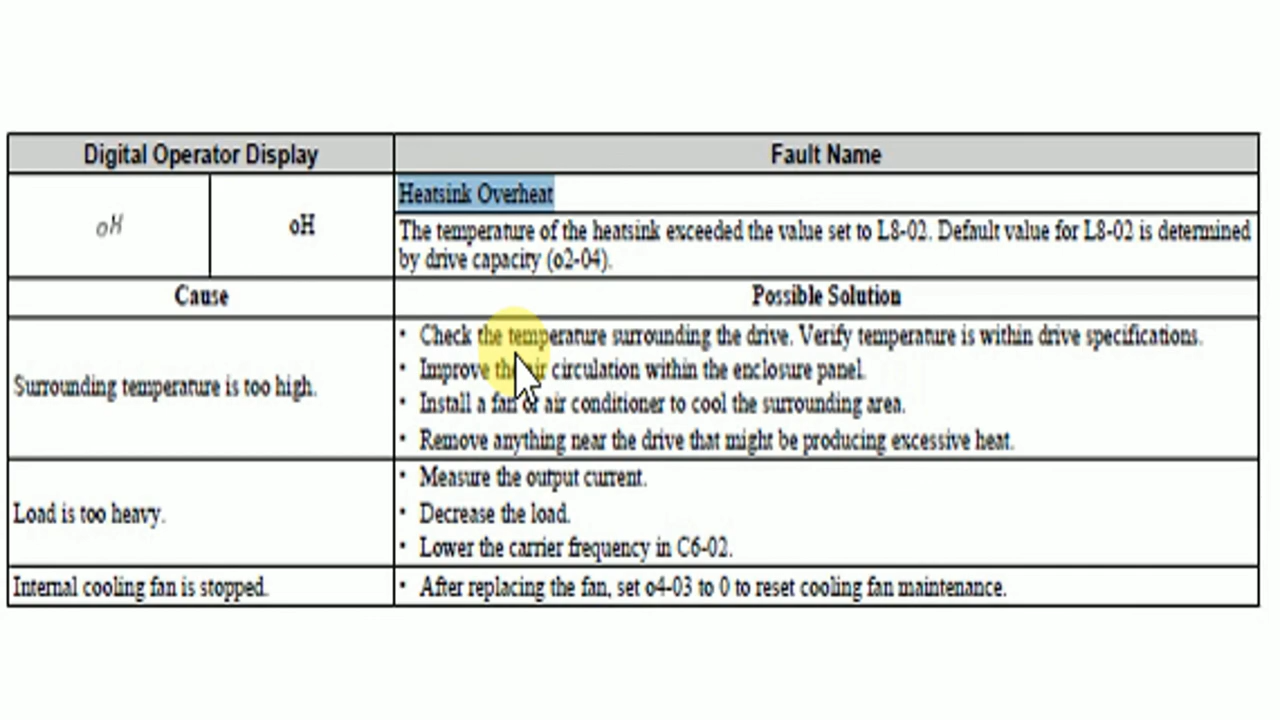 Digital Operator Display
Fault Name
oH
oH
Heatsink Overheat
The temperature of the heatsink exceeded the value set to L8-02. Default value for L8-02 is determined
by drive capacity (o2-04).
Cause
Possible Solution
Surrounding temperature is too high.
• Check the temperature surrounding the drive. Verify temperature is within drive specifications.
• Improve the air circulation within the enclosure panel.
• Install a fan or air conditioner to cool the surrounding area.
• Remove anything near the drive that might be producing excessive heat.
Load is too heavy.
• Measure the output current.
• Decrease the load.
• Lower the carrier frequency in C6-02.
Internal cooling fan is stopped.
• After replacing the fan, set o4-03 to 0 to reset cooling fan maintenance.